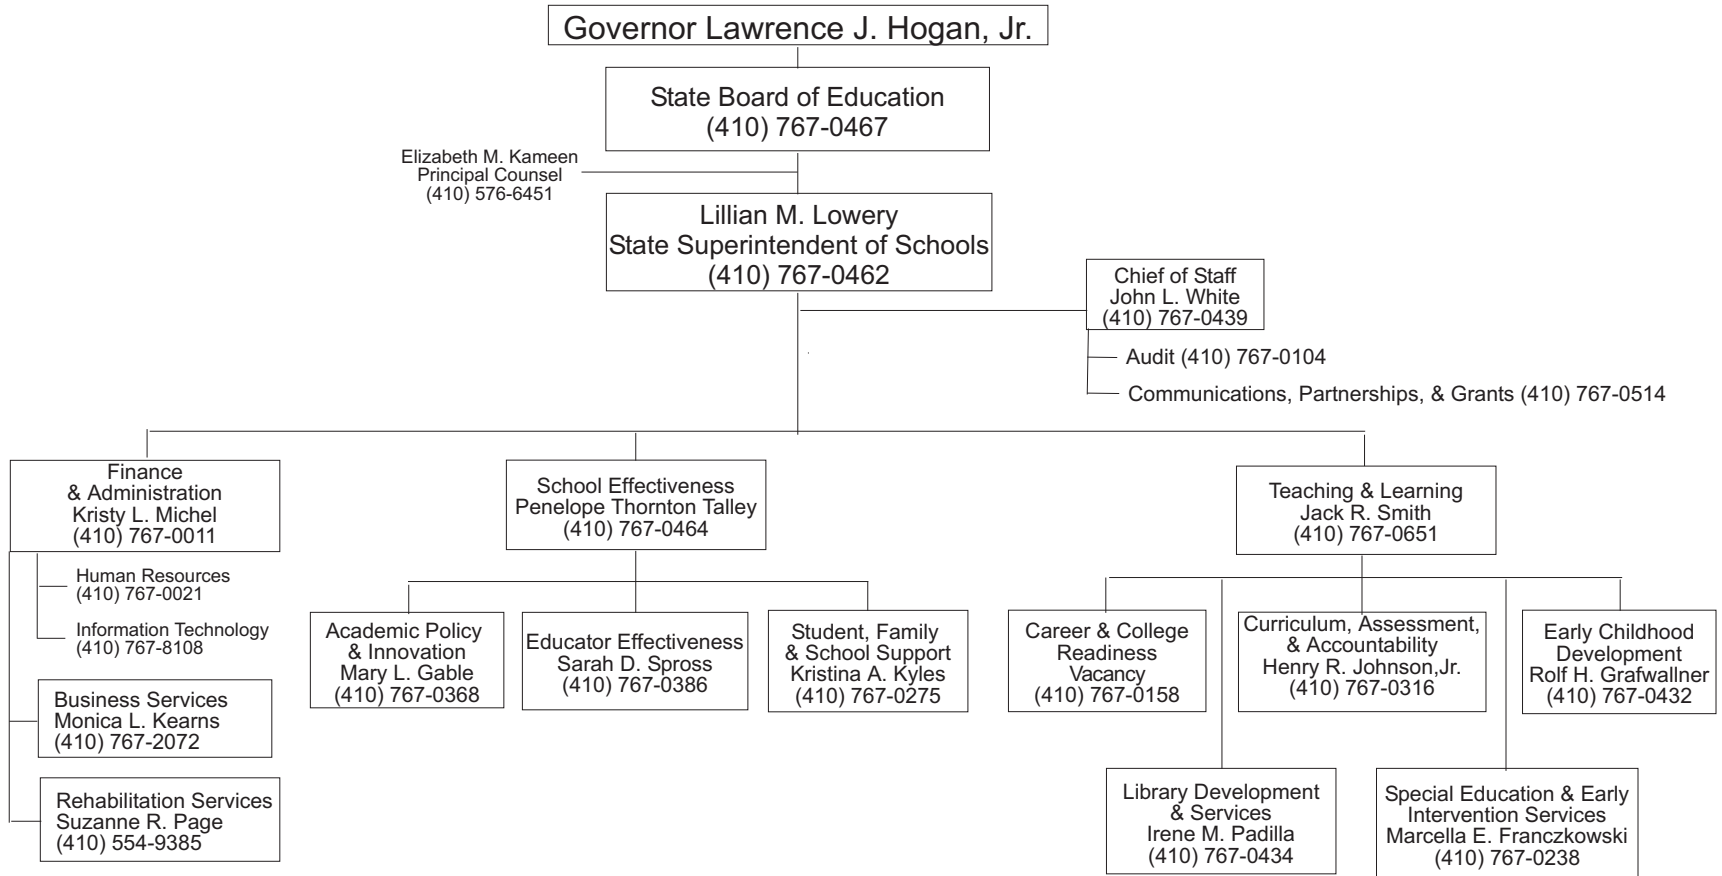 Governor Lawrence J. Hogan, Jr.
State Board of Education
(410) 767-0467
Elizabeth M. Kameen
Principal Counsel
(410) 576-6451
Lillian M. Lowery
State Superintendent of Schools
(410) 767-0462
Chief of Staff
John L. White
(410) 767-0439
Audit (410) 767-0104
Communications, Partnerships, & Grants (410) 767-0514
Finance
& Administration
Kristy L. Michel
(410) 767-0011
Human Resources
(410) 767-0021
Information Technology
(410) 767-8108
Business Services
Monica L. Kearns
(410) 767-2072
Rehabilitation Services
Suzanne R. Page
(410) 554-9385
School Effectiveness
Penelope Thornton Talley
(410) 767-0464
Academic Policy
& Innovation
Mary L. Gable
(410) 767-0368
Educator Effectiveness
Sarah D. Spross
(410) 767-0386
Student, Family
& School Support
Kristina A. Kyles
(410) 767-0275
Teaching & Learning
Jack R. Smith
(410) 767-0651
Career & College
Readiness
Vacancy
(410) 767-0158
Curriculum, Assessment,
& Accountability
Henry R. Johnson,Jr.
(410) 767-0316
Early Childhood
Development
Rolf H. Grafwallner
(410) 767-0432
Library Development
& Services
Irene M. Padilla
(410) 767-0434
Special Education & Early
Intervention Services
Marcella E. Franczkowski
(410) 767-0238